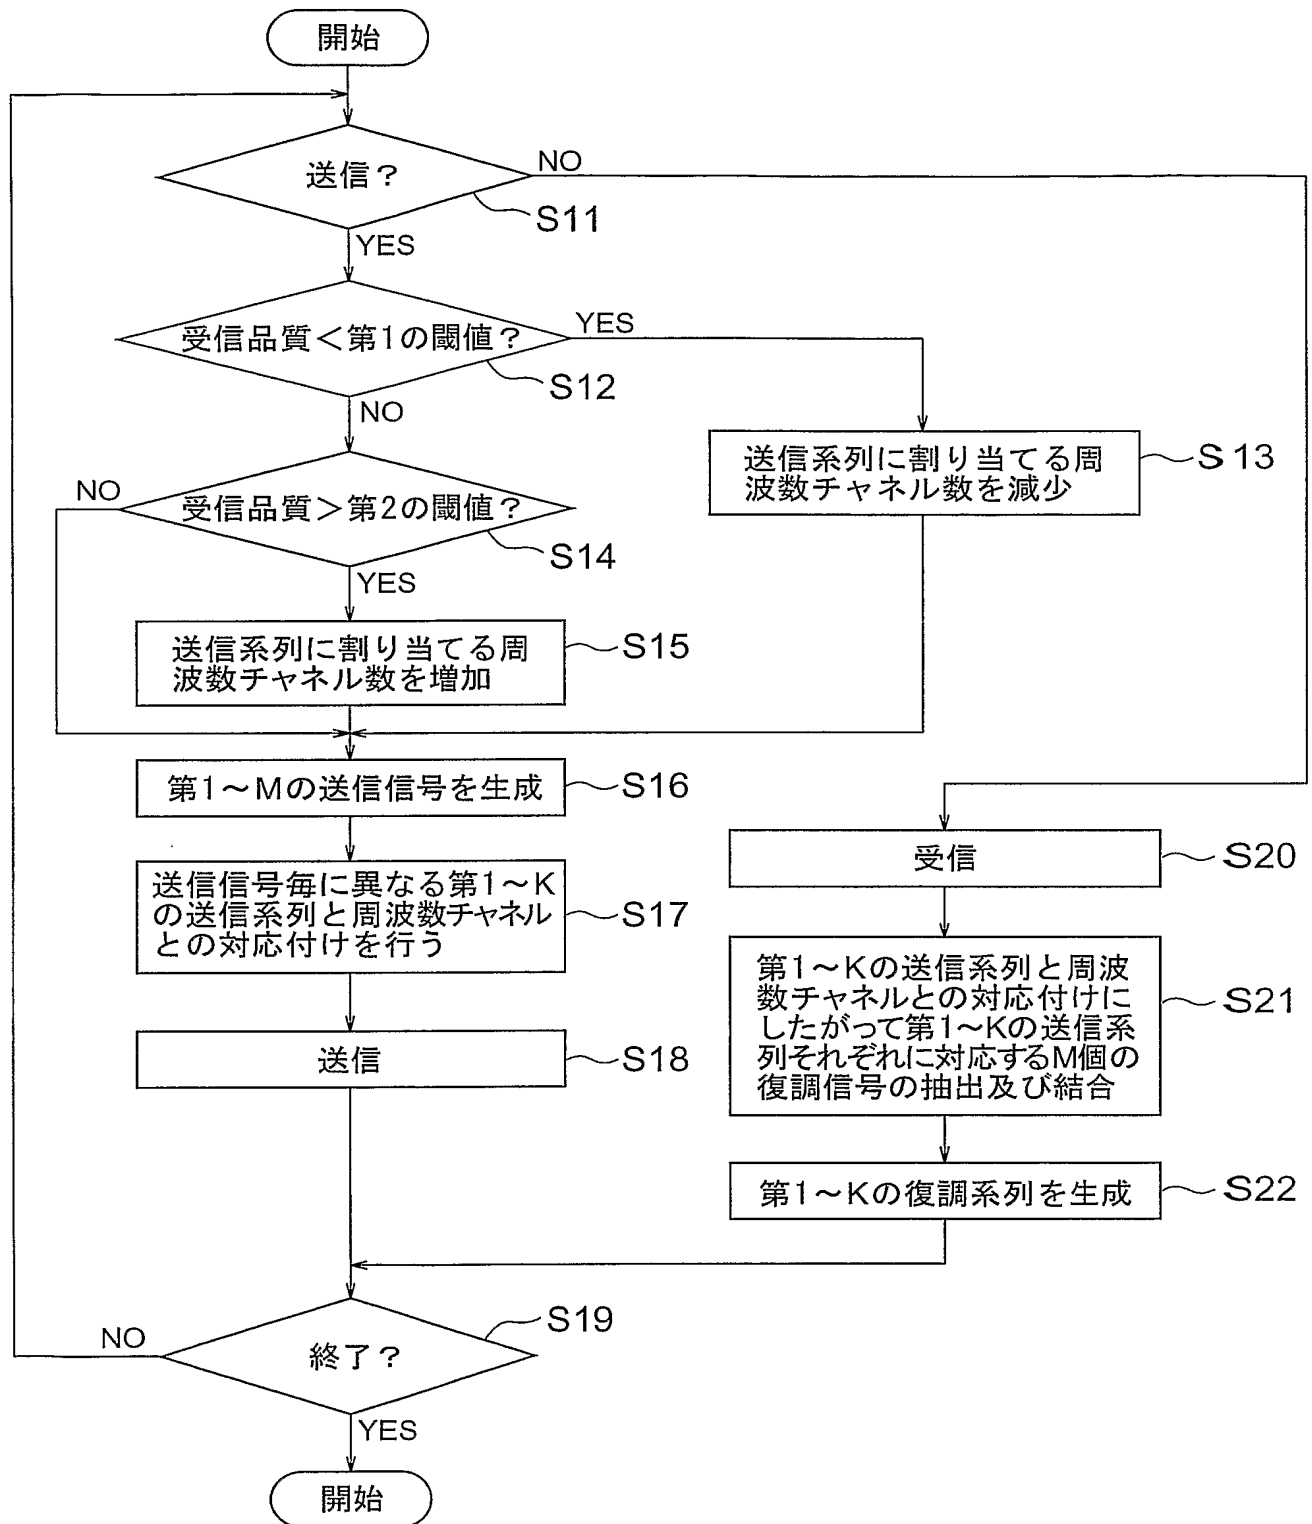 開始
送信？
NO
S11
YES
受信品質＜第1の閾値？
YES
S12
NO
送信系列に割り当てる周
波数チャネル数を減少
S13
受信品質＞第2の閾値？
NO
S14
YES
送信系列に割り当てる周
波数チャネル数を増加
S15
第1～Mの送信信号を生成
S16
送信信号毎に異なる第1～K
の送信系列と周波数チャネル
との対応付けを行う
S17
送信
S18
受信
S20
第1～Kの送信系列と周波
数チャネルとの対応付けに
したがって第1～Kの送信系
列それぞれに対応するM個の
復調信号の抽出及び結合
S21
第1～Kの復調系列を生成
S22
終了？
S19
NO
YES
開始